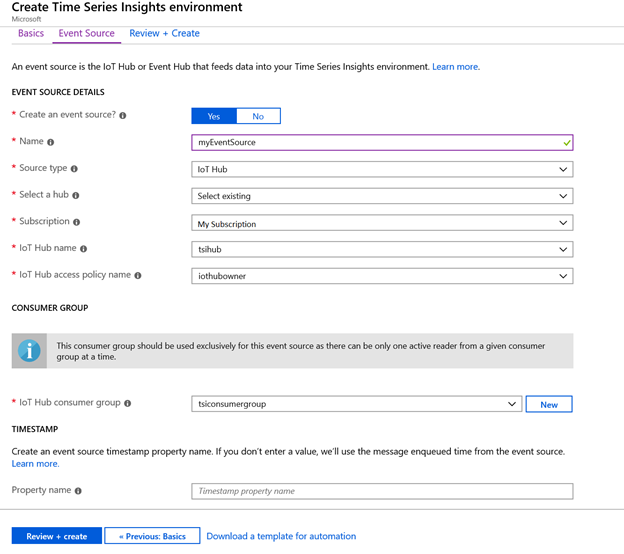 Create Time Series Insights environment
Microsoft
Basics Event Source Review + Create
An event source is the IoT Hub or Event Hub that feeds data into your Time Series Insights environment. Learn more.
EVENT SOURCE DETAILS
* Create an event source? Yes No
* Name myEventSource
* Source type IoT Hub
* Select a hub Select existing
* Subscription My Subscription
* IoT Hub name tsihub
* IoT Hub access policy name iothubowner
CONSUMER GROUP
This consumer group should be used exclusively for this event source as there can be only one active reader from a given consumer
group at a time.
* IoT Hub consumer group tsiconsumergroup New
TIMESTAMP
Create an event source timestamp property name. If you don't enter a value, we'll use the message enqueued time from the event source.
Learn more.
Property name Timestamp property name
Review + create « Previous: Basics Download a template for automation